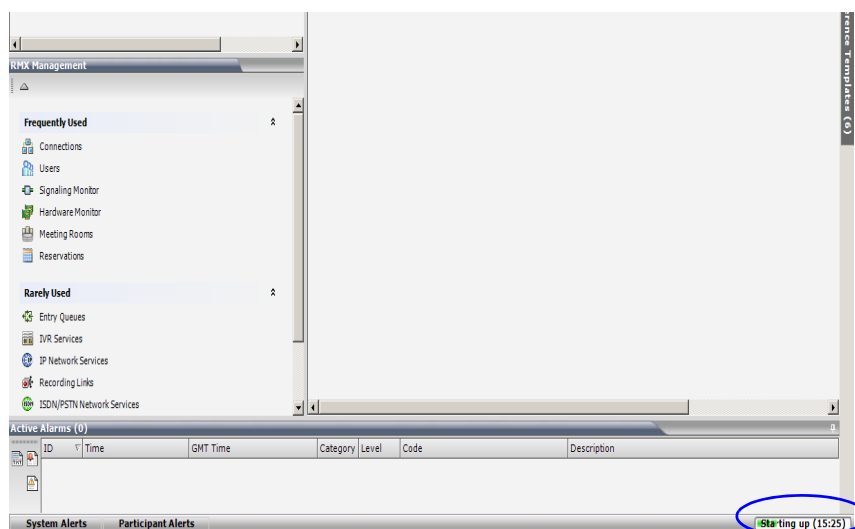 rence Templates (6)
RMX Management
Frequently Used
Connections
Users
Signaling Monitor
Hardware Monitor
Meeting Rooms
Reservations
Rarely Used
Entry Queues
IVR Services
IP Network Services
Recording Links
ISDN/PSTN Network Services
Active Alarms (0)
ID Time GMT Time Category Level Code Description
System Alerts Participant Alerts Starting up (15:25)